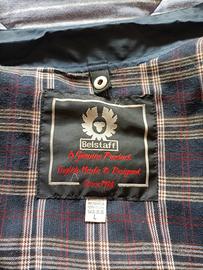 Belstaff
A Genuine Product
English Made & Designed
Since 1924